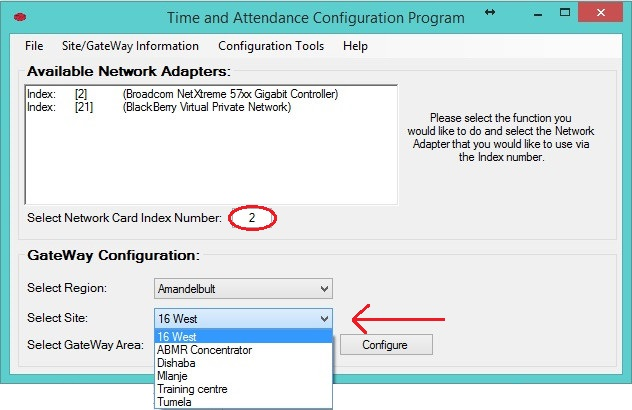 Time and Attendance Configuration Program
File Site/GateWay Information Configuration Tools Help
Available Network Adapters:
Index: [2] (Broadcom NetXtreme 57xx Gigabit Controller)
Index: [21] (BlackBerry Virtual Private Network)
Please select the function you
would like to do and select the Network
Adapter that you would like to use via
the Index number.
Select Network Card Index Number: 2
GateWay Configuration:
Select Region: Amandelbult
Select Site: 16 West
16 West
Select GateWay Area: Configure
ABMR Concentrator
Dishaba
Mlanje
Training centre
Tumela